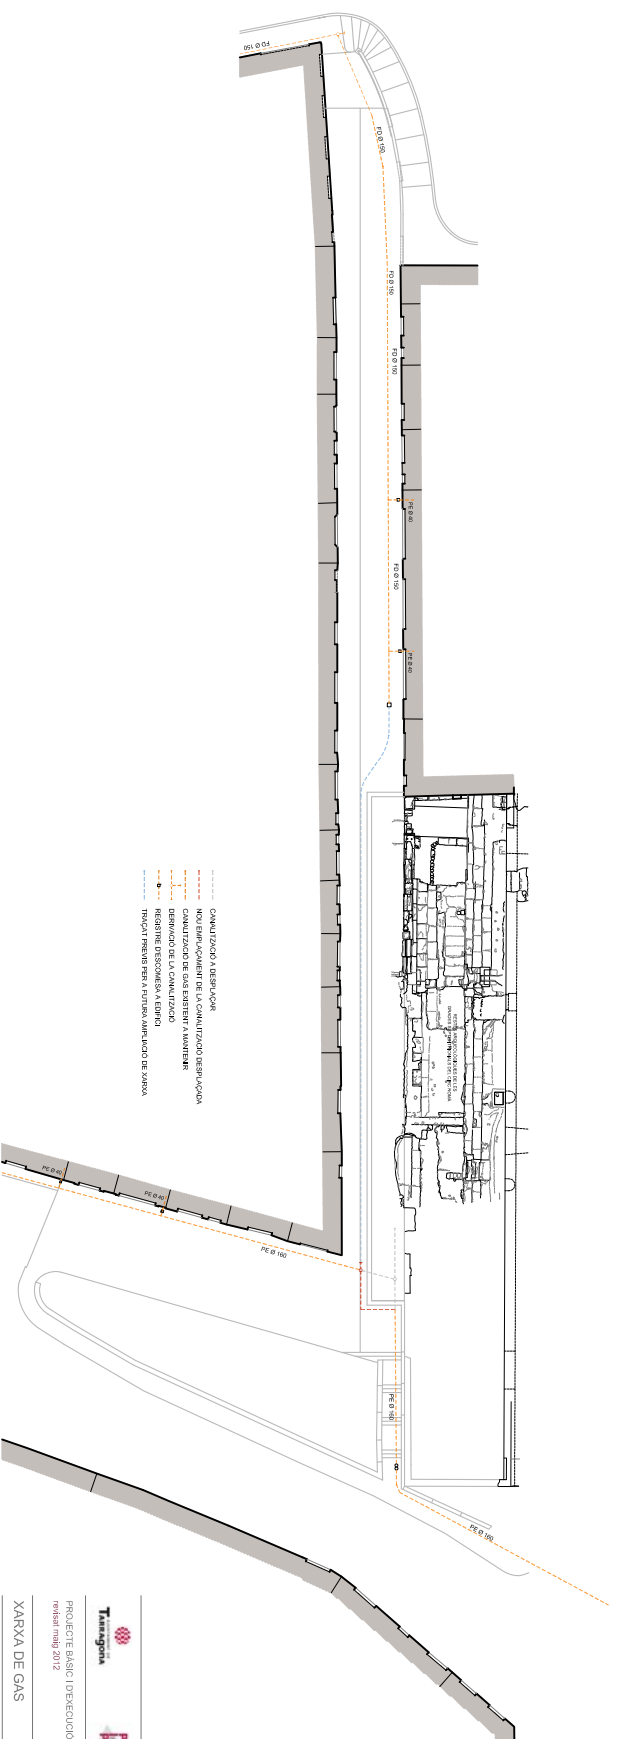 FD Ø 150
FD Ø 150
FD Ø 150
FD Ø 150
PE Ø 40
FD Ø 150
PE Ø 40
CANALITZACIÓ A DESPLAÇAR
NOU EMPLAÇAMENT DE LA CANALITZACIÓ DESPLAÇADA
CANALITZACIÓ DE GAS EXISTENT A MANTENIR
DERIVACIÓ DE LA CANALITZACIÓ
REGISTRE D'ESCOMESA A EDIFICI
TRAÇAT PREVIS PER A FUTURA AMPLIACIÓ DE XARXA
PE Ø 40
PE Ø 40
PE Ø 160
PE Ø 160
PE Ø 160
TARRAGONA
PROJECTE BÀSIC I D'EXECUCIÓ
revisat maig 2012
XARXA DE GAS